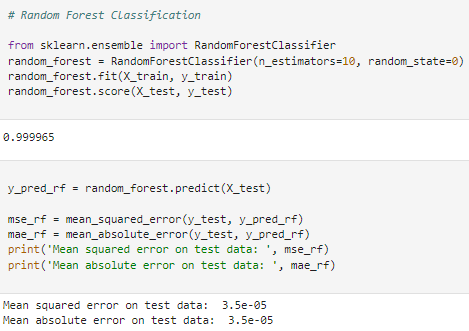 # Random Forest Classification
from sklearn.ensemble import RandomForestClassifier
random_forest = RandomForestClassifier(n_estimators=10, random_state=0)
random_forest.fit(X_train, y_train)
random_forest.score(X_test, y_test)
0.999965
y_pred_rf = random_forest.predict(X_test)
mse_rf = mean_squared_error(y_test, y_pred_rf)
mae_rf = mean_absolute_error(y_test, y_pred_rf)
print('Mean squared error on test data: ', mse_rf)
print('Mean absolute error on test data: ', mae_rf)
Mean squared error on test data:  3.5e-05
Mean absolute error on test data:  3.5e-05